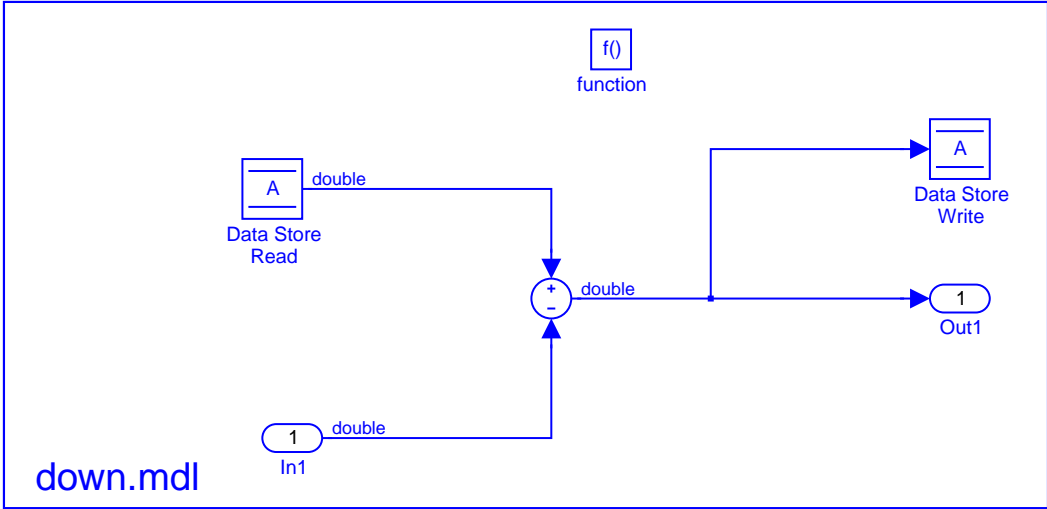 f()
function
A
Data Store
Write
A
double
Data Store
Read
+
−
double
1
Out1
1
double
In1
down.mdl